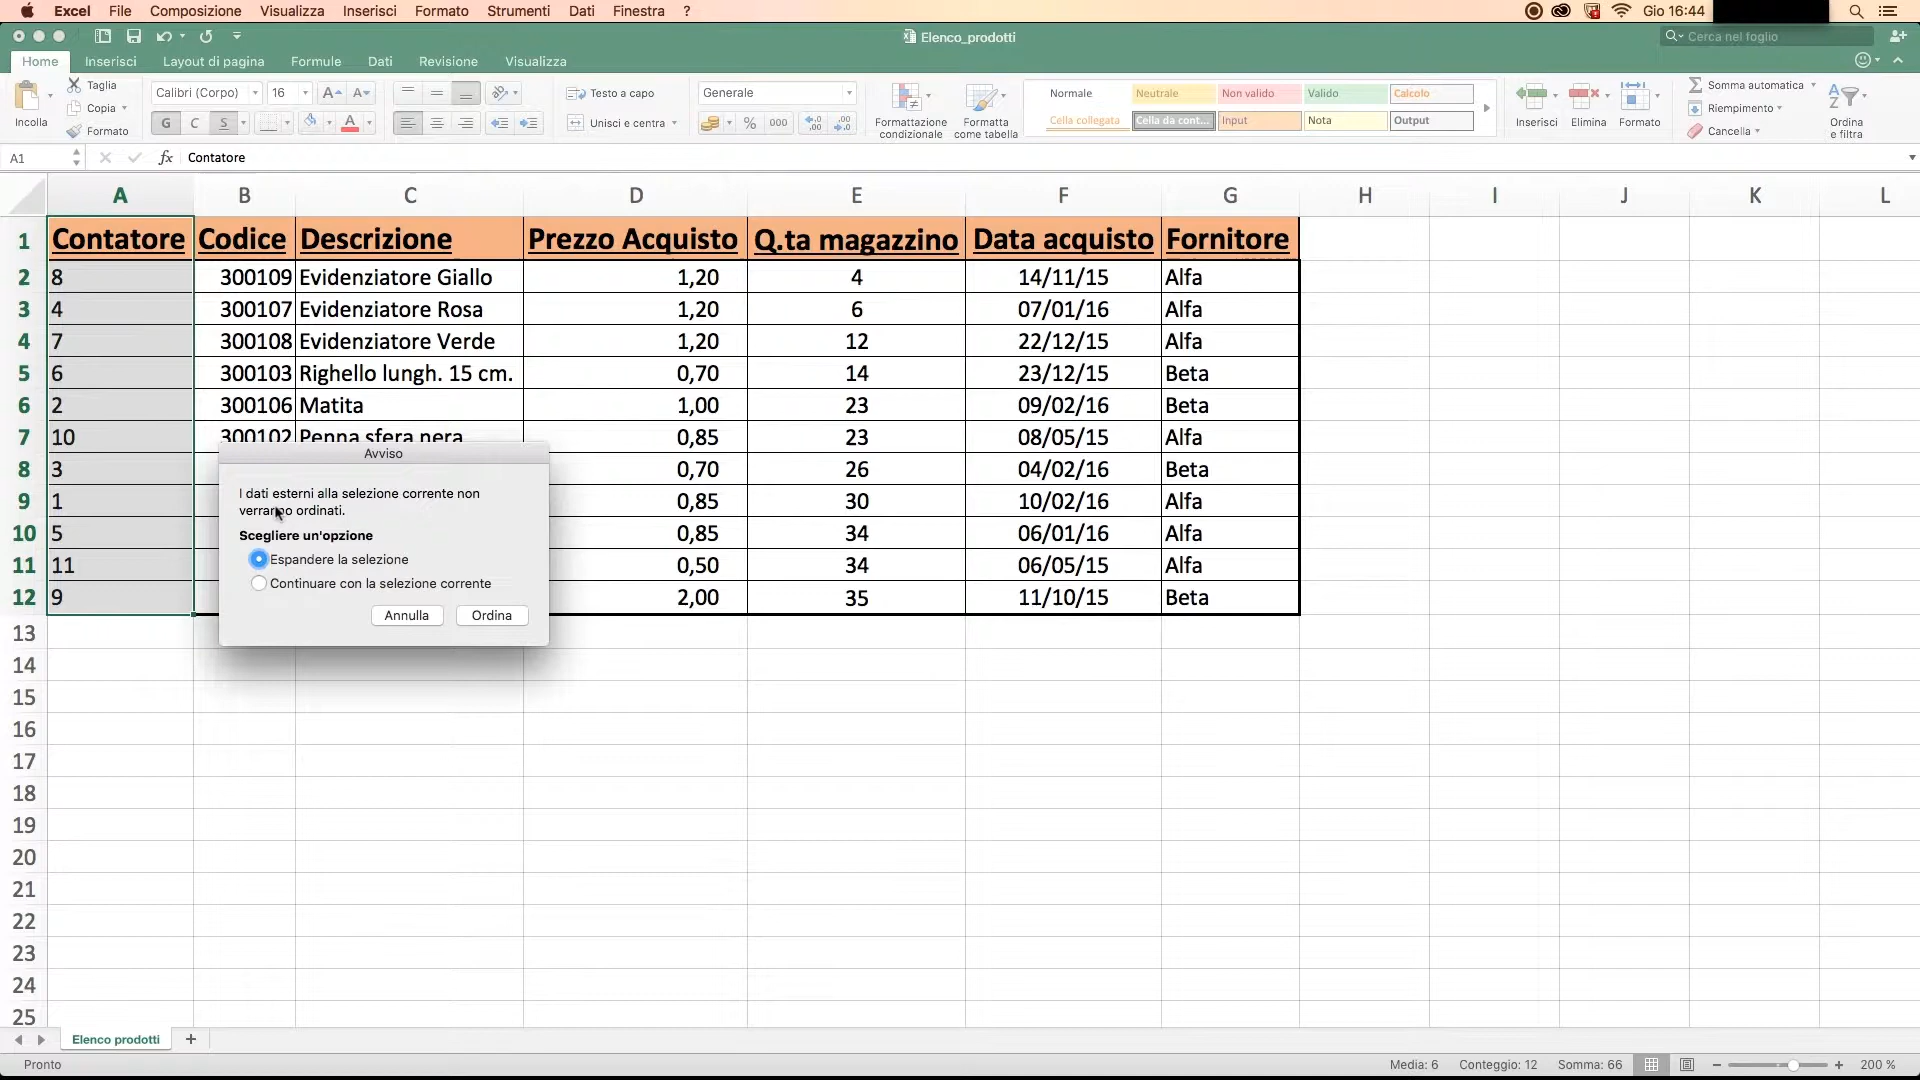 Excel File Composizione Visualizza Inserisci Formato Strumenti Dati Finestra ? Gio 16:44
Elenco_prodotti Cerca nel foglio
Home Inserisci Layout di pagina Formule Dati Revisione Visualizza
Incolla Taglia Copia Formato
Calibri (Corpo) 16 A A
G C S A
Testo a capo
Unisci e centra
Generale
% 000 ,0 ,00 ,00 ,0
Formattazione condizionale
Formatta come tabella
Normale Neutrale Non valido Valido Calcolo
Cella collegata Cella da cont... Input Nota Output
Inserisci Elimina Formato
Somma automatica
Riempimento
Cancella
Ordina e filtra
A1 fx Contatore
A B C D E F G H I J K L
1 Contatore Codice Descrizione Prezzo Acquisto Q.ta magazzino Data acquisto Fornitore
2 8 300109 Evidenziatore Giallo 1,20 4 14/11/15 Alfa
3 4 300107 Evidenziatore Rosa 1,20 6 07/01/16 Alfa
4 7 300108 Evidenziatore Verde 1,20 12 22/12/15 Alfa
5 6 300103 Righello lungh. 15 cm. 0,70 14 23/12/15 Beta
6 2 300106 Matita 1,00 23 09/02/16 Beta
7 10 300102 Penna sfera nera 0,85 23 08/05/15 Alfa
8 3 0,70 26 04/02/16 Beta
9 1 0,85 30 10/02/16 Alfa
10 5 0,85 34 06/01/16 Alfa
11 11 0,50 34 06/05/15 Alfa
12 9 2,00 35 11/10/15 Beta
Avviso
I dati esterni alla selezione corrente non
verranno ordinati.
Scegliere un'opzione
Espandere la selezione
Continuare con la selezione corrente
Annulla Ordina
13
14
15
16
17
18
19
20
21
22
23
24
25
Elenco prodotti +
Pronto Media: 6 Conteggio: 12 Somma: 66 200 %